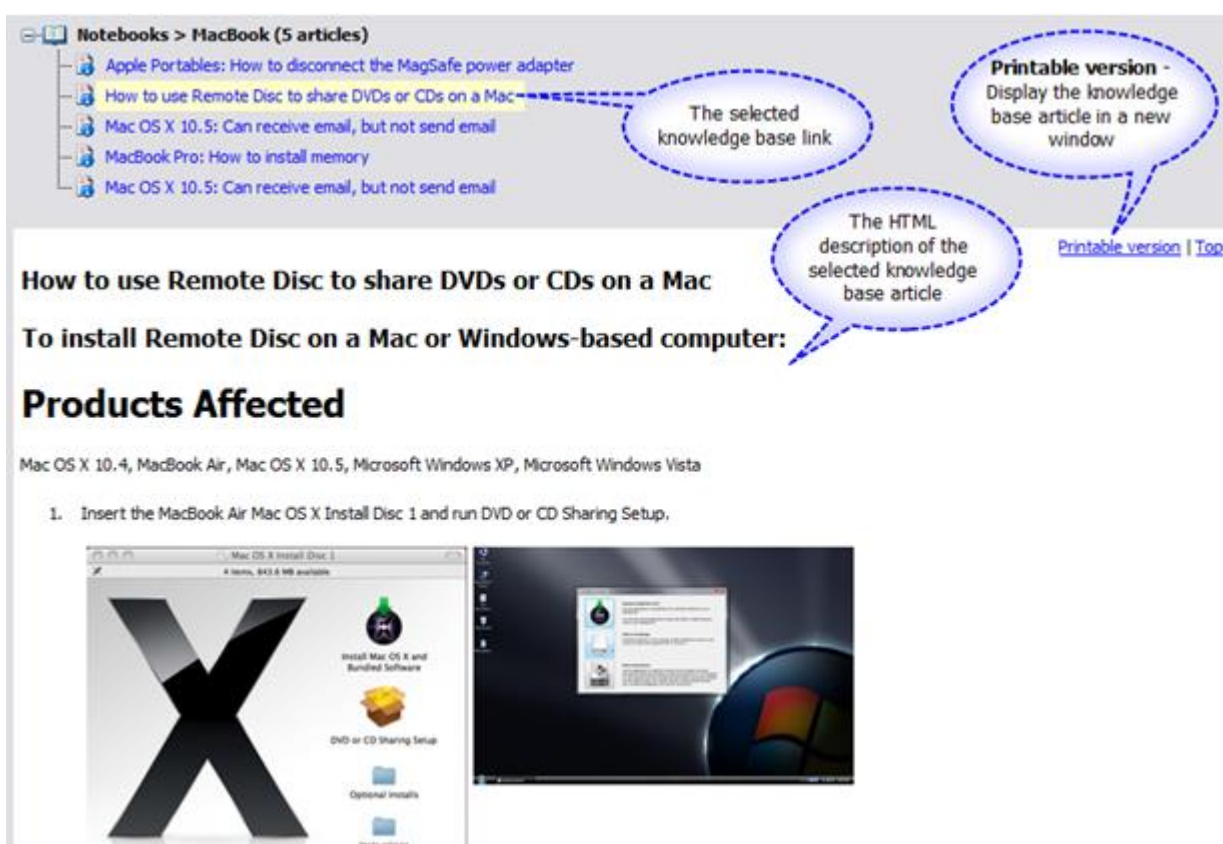 Notebooks > MacBook (5 articles)
Apple Portables: How to disconnect the MagSafe power adapter
How to use Remote Disc to share DVDs or CDs on a Mac
Mac OS X 10.5: Can receive email, but not send email
MacBook Pro: How to install memory
Mac OS X 10.5: Can receive email, but not send email
The selected
knowledge base link
Printable version -
Display the knowledge
base article in a new
window
The HTML
description of the
selected knowledge
base article
Printable version | Top
How to use Remote Disc to share DVDs or CDs on a Mac
To install Remote Disc on a Mac or Windows-based computer:
Products Affected
Mac OS X 10.4, MacBook Air, Mac OS X 10.5, Microsoft Windows XP, Microsoft Windows Vista
1. Insert the MacBook Air Mac OS X Install Disc 1 and run DVD or CD Sharing Setup.
Mac OS X Install Disc 1
4 items, 843.8 MB available
X
Install Mac OS X and
Bundled Software
DVD or CD Sharing Setup
Optional Installs